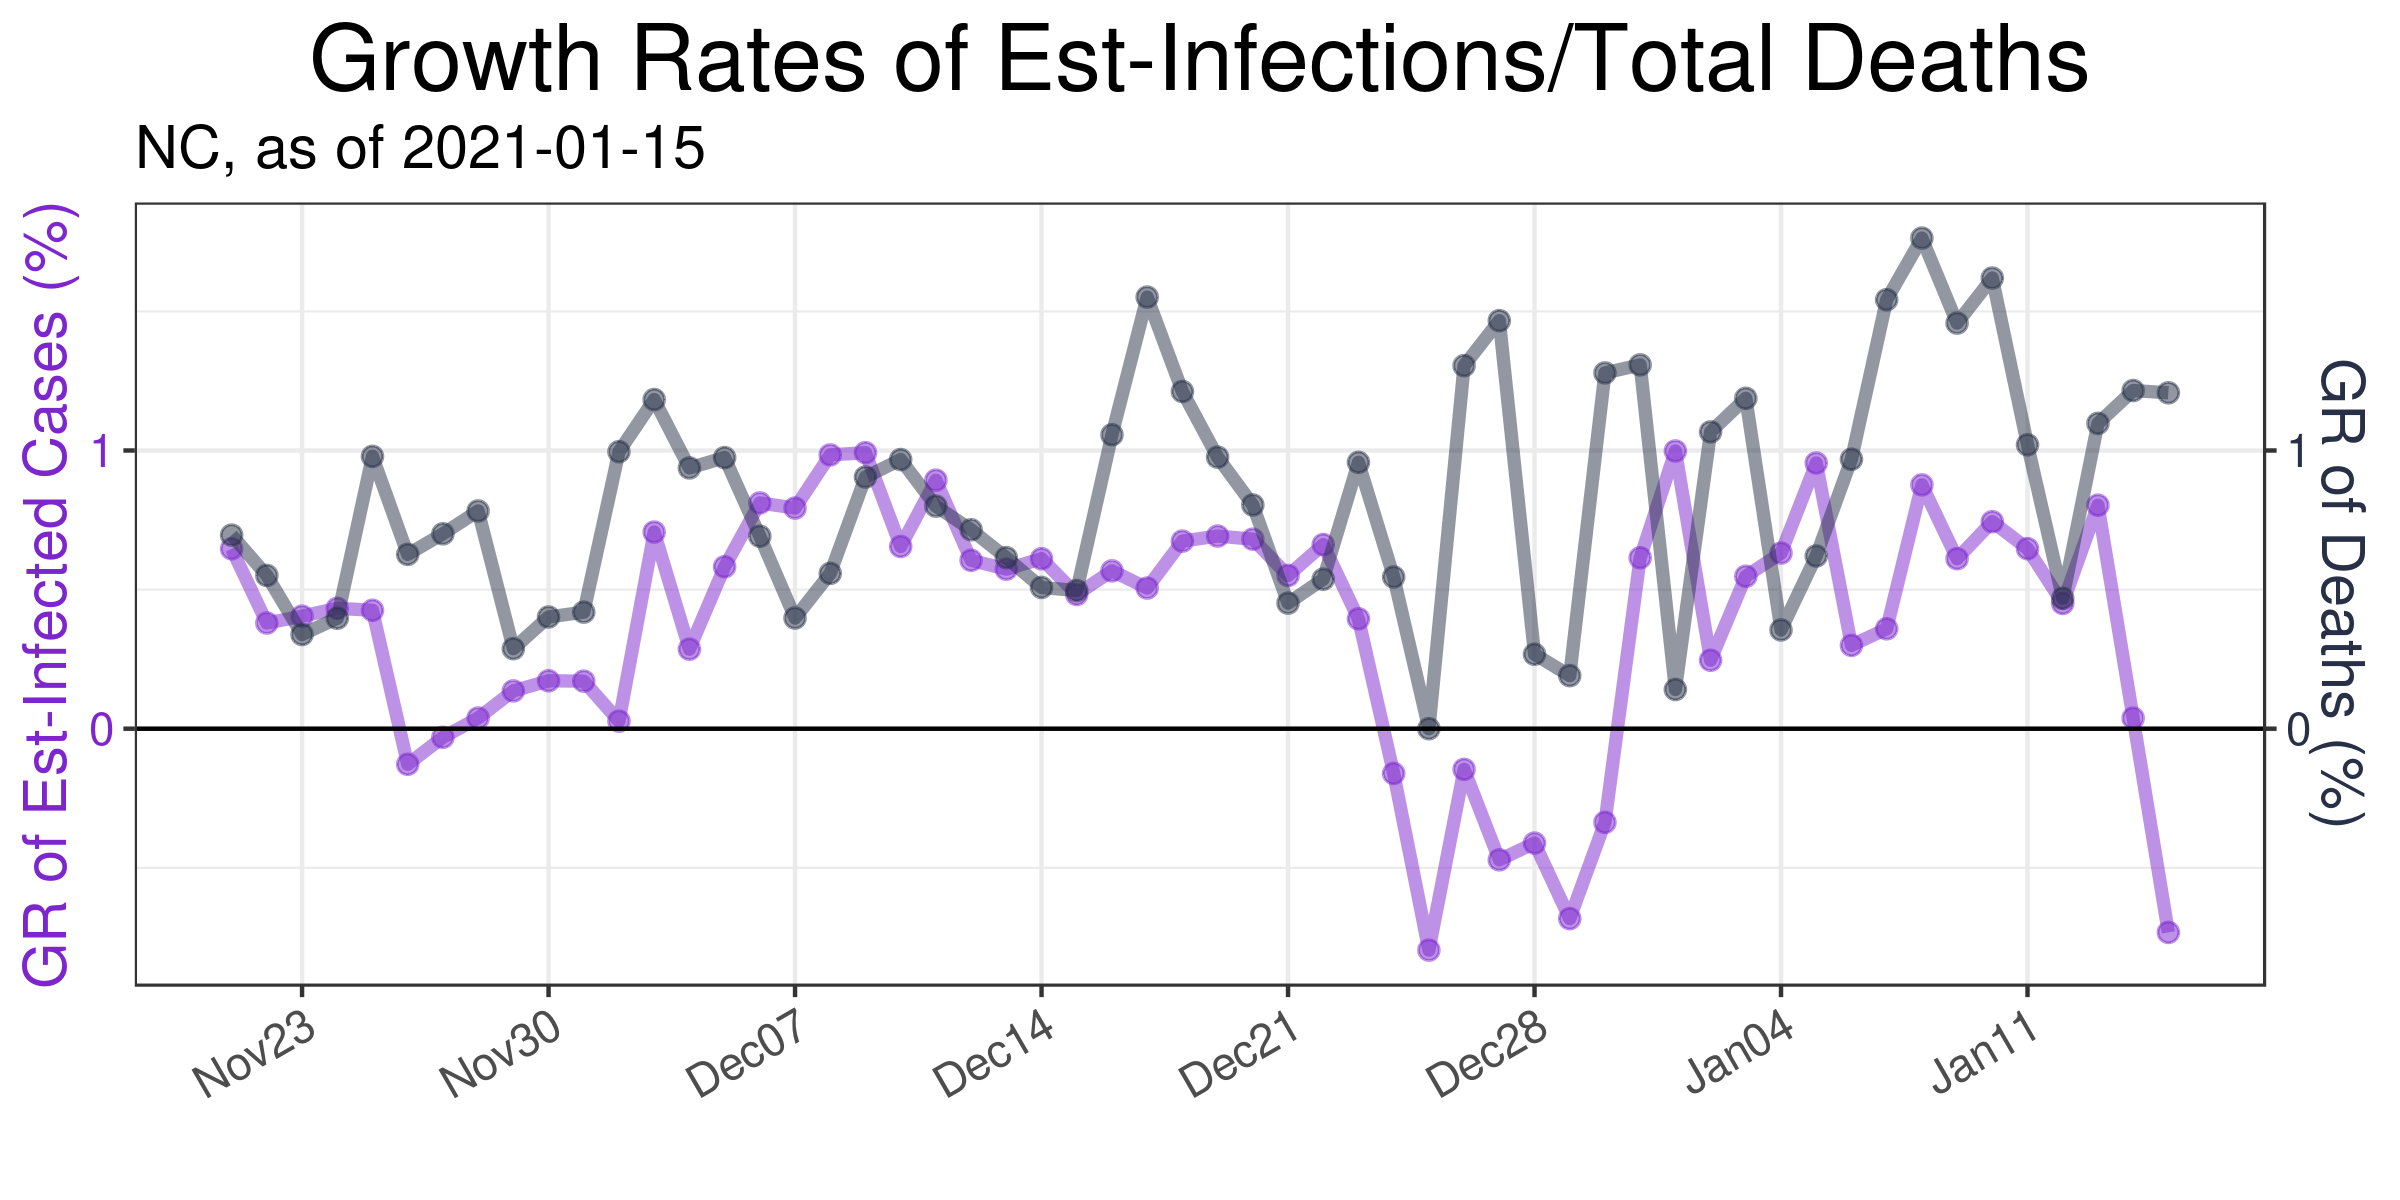 Growth Rates of Est-Infections/Total Deaths
NC, as of 2021-01-15
GR of Est-Infected Cases (%)
1
0
1
0
GR of Deaths (%)
Nov23
Nov30
Dec07
Dec14
Dec21
Dec28
Jan04
Jan11